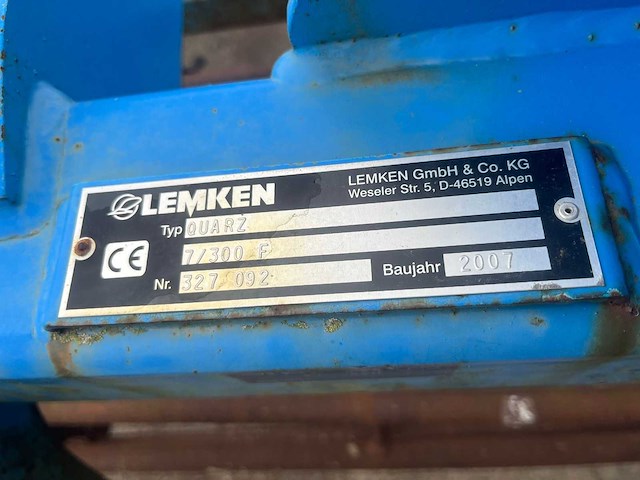 LEMKEN
LEMKEN GmbH & Co. KG
Weseler Str. 5, D-46519 Alpen
Typ QUARZ
7/300 F
CE
Nr. 327 092
Baujahr 2007